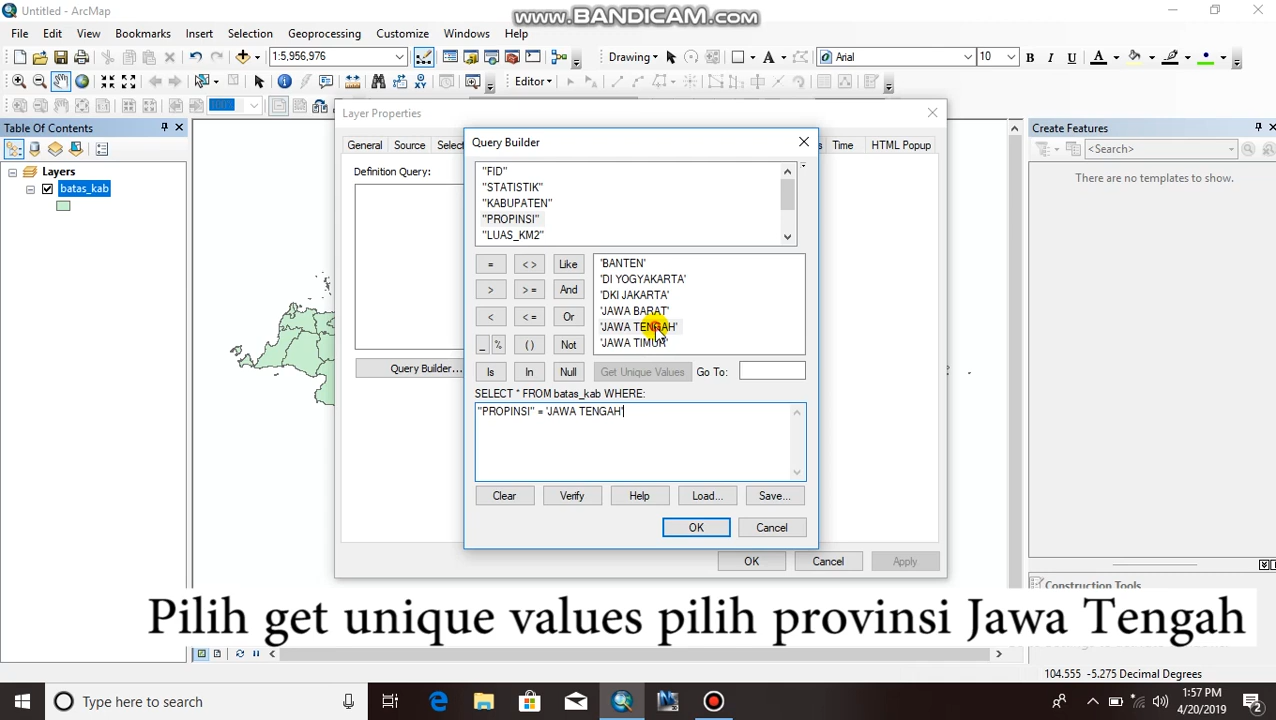 Untitled - ArcMap
www.BANDICAM.com
File Edit View Bookmarks Insert Selection Geoprocessing Customize Windows Help
1:5,956,976
Drawing
Arial
10
B I U A
Editor
100%
Table Of Contents
Layers
batas_kab
Layer Properties
General Source Select s Time HTML Popup
Definition Query:
Query Builder...
OK Cancel Apply
Query Builder
"FID"
"STATISTIK"
"KABUPATEN"
"PROPINSI"
"LUAS_KM2"
= < > Like
> > = And
< < = Or
_ % ( ) Not
Is In Null
'BANTEN'
'DI YOGYAKARTA'
'DKI JAKARTA'
'JAWA BARAT'
'JAWA TENGAH'
'JAWA TIMUR'
Get Unique Values Go To:
SELECT * FROM batas_kab WHERE:
"PROPINSI" = 'JAWA TENGAH'
Clear Verify Help Load... Save...
OK Cancel
Create Features
<Search>
There are no templates to show.
Construction Tools
Pilih get unique values pilih provinsi Jawa Tengah
104.555 -5.275 Decimal Degrees
Type here to search
1:57 PM
4/20/2019
2